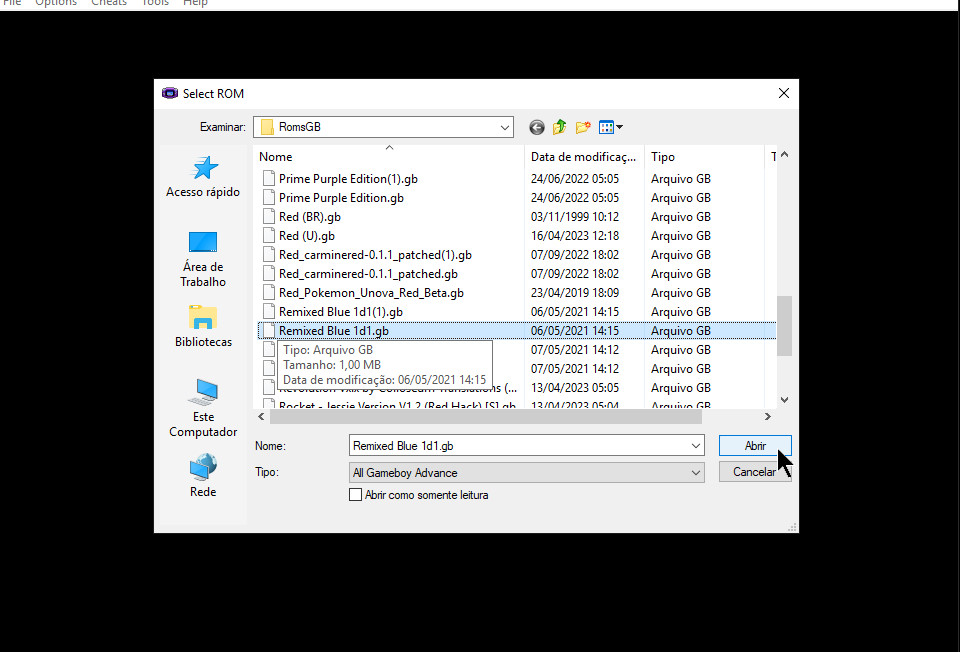 File Options Cheats Tools Help
Select ROM
Examinar: RomsGB
Nome Data de modificaç... Tipo T
Prime Purple Edition(1).gb 24/06/2022 05:05 Arquivo GB
Prime Purple Edition.gb 24/06/2022 05:05 Arquivo GB
Red (BR).gb 03/11/1999 10:12 Arquivo GB
Red (U).gb 16/04/2023 12:18 Arquivo GB
Red_carminered-0.1.1_patched(1).gb 07/09/2022 18:02 Arquivo GB
Red_carminered-0.1.1_patched.gb 07/09/2022 18:02 Arquivo GB
Red_Pokemon_Unova_Red_Beta.gb 23/04/2019 18:09 Arquivo GB
Remixed Blue 1d1(1).gb 06/05/2021 14:15 Arquivo GB
Remixed Blue 1d1.gb 06/05/2021 14:15 Arquivo GB
07/05/2021 14:12 Arquivo GB
07/05/2021 14:12 Arquivo GB
(... 13/04/2023 05:05 Arquivo GB
Rocket - Jessie Version V1.2 (Red Hack) [S].gb 13/04/2023 05:04 Arquivo GB
Tipo: Arquivo GB
Tamanho: 1,00 MB
Data de modificação: 06/05/2021 14:15
Acesso rápido
Área de
Trabalho
Bibliotecas
Este
Computador
Rede
Nome: Remixed Blue 1d1.gb Abrir
Tipo: All Gameboy Advance Cancelar
Abrir como somente leitura